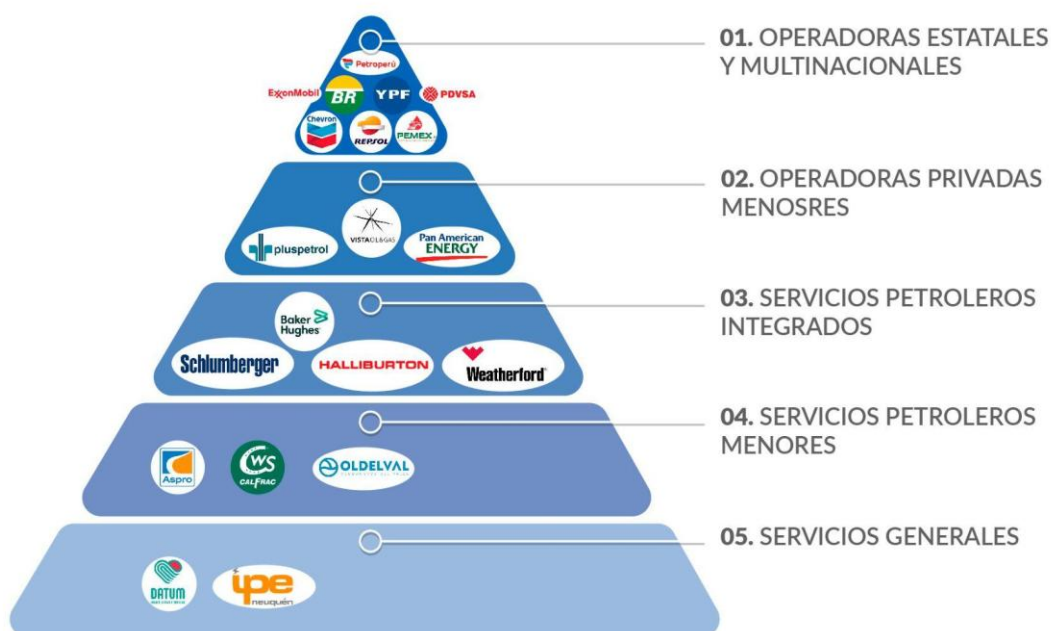 01. OPERADORAS ESTATALES
Y MULTINACIONALES
Petroperú
ExxonMobil
BR
YPF
PDVSA
Chevron
REPSOL
PEMEX
02. OPERADORAS PRIVADAS
MENOSRES
VISTA OIL & GAS
pluspetrol
Pan American
ENERGY
03. SERVICIOS PETROLEROS
INTEGRADOS
Baker
Hughes
Schlumberger
HALLIBURTON
Weatherford
04. SERVICIOS PETROLEROS
MENORES
Aspro
CWS
CALFRAC
OLDELVAL
05. SERVICIOS GENERALES
DATUM
ipe
neuquén